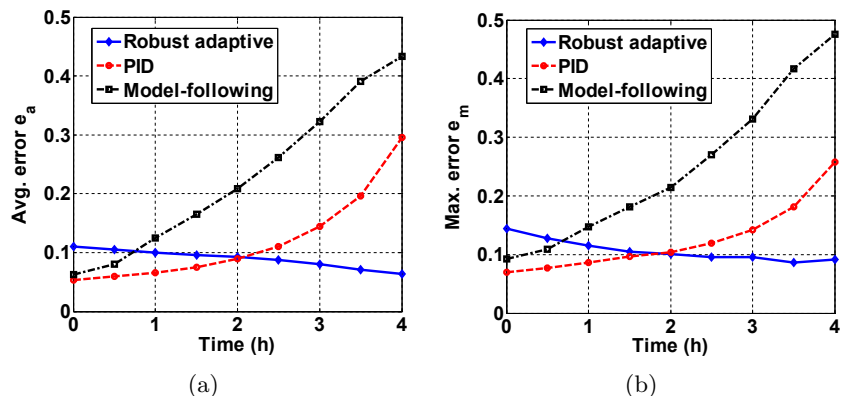 0.5
0.4
0.3
0.2
0.1
0
Avg. error e_a
Robust adaptive
PID
Model-following
0 1 2 3 4
Time (h)
(a)
0.5
0.4
0.3
0.2
0.1
0
Max. error e_m
Robust adaptive
PID
Model-following
0 1 2 3 4
Time (h)
(b)